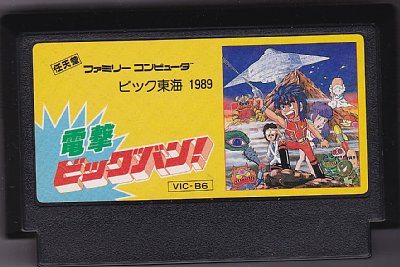 任天堂
ファミリーコンピュータ
ビック東海 1989
電撃
ビッグバン!
VIC-B6